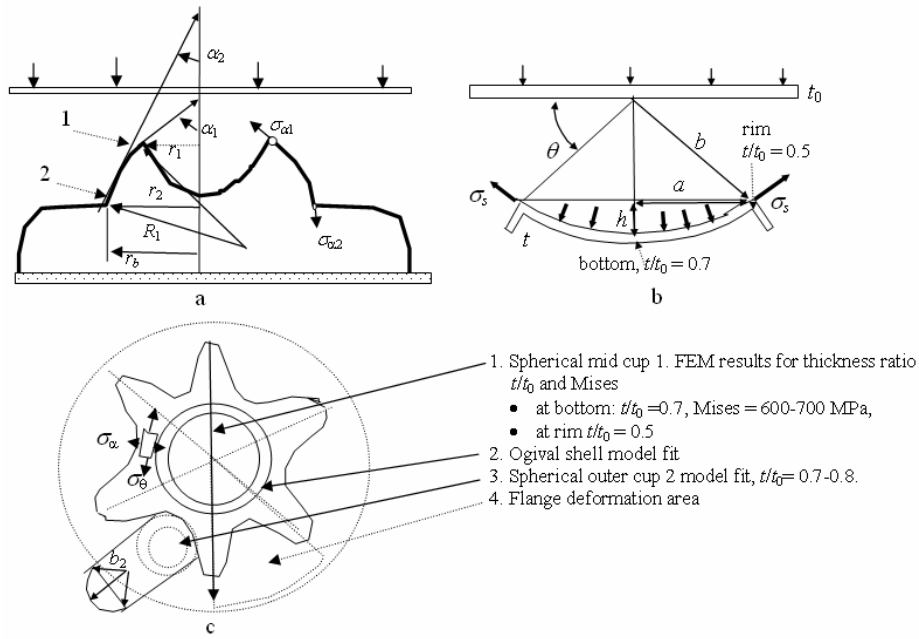 α₂
1
α₁
r₁
σα1
2
r₂
R₁
σα2
r_b
a
t₀
θ
b
rim
t/t₀ = 0.5
σₛ
a
σₛ
h
t
bottom, t/t₀ = 0.7
b
1. Spherical mid cup 1. FEM results for thickness ratio
t/t₀ and Mises
• at bottom: t/t₀ =0.7, Mises = 600-700 MPa,
• at rim t/t₀ = 0.5
2. Ogival shell model fit
3. Spherical outer cup 2 model fit, t/t₀= 0.7-0.8.
4. Flange deformation area
σα
σθ
b₂
c